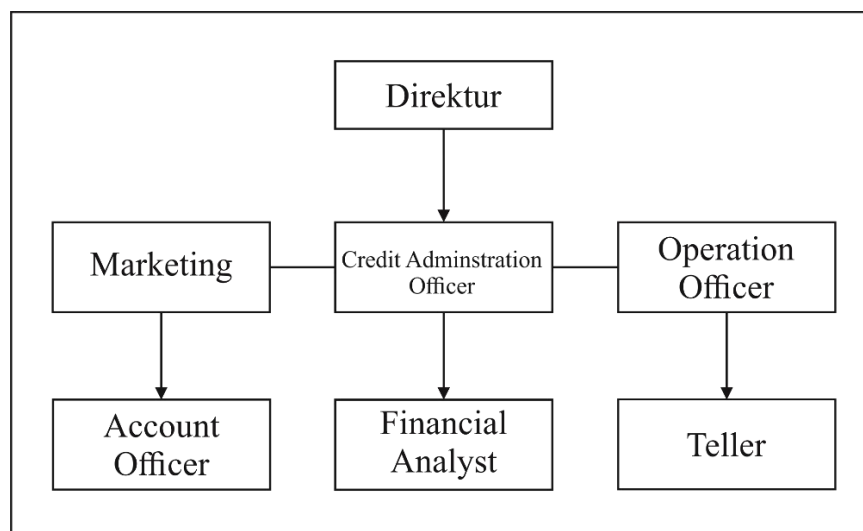 Direktur
Marketing
Credit Adminstration
Officer
Operation
Officer
Account
Officer
Financial
Analyst
Teller